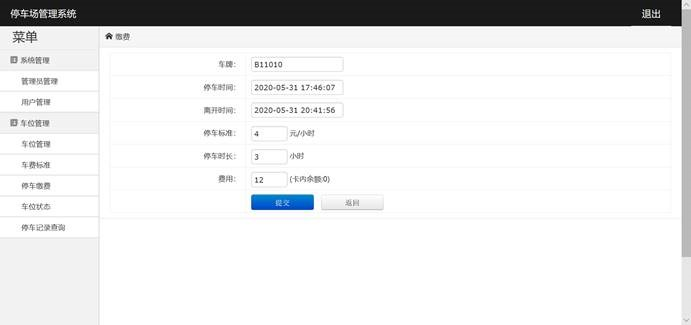 停车场管理系统
退出
菜单
缴费
系统管理
管理员管理
用户管理
车位管理
车位管理
车费标准
停车缴费
车位状态
停车记录查询
车牌： B11010
停车时间： 2020-05-31 17:46:07
离开时间： 2020-05-31 20:41:56
停车标准： 4 元/小时
停车时长： 3 小时
费用： 12 (卡内余额:0)
提交 返回